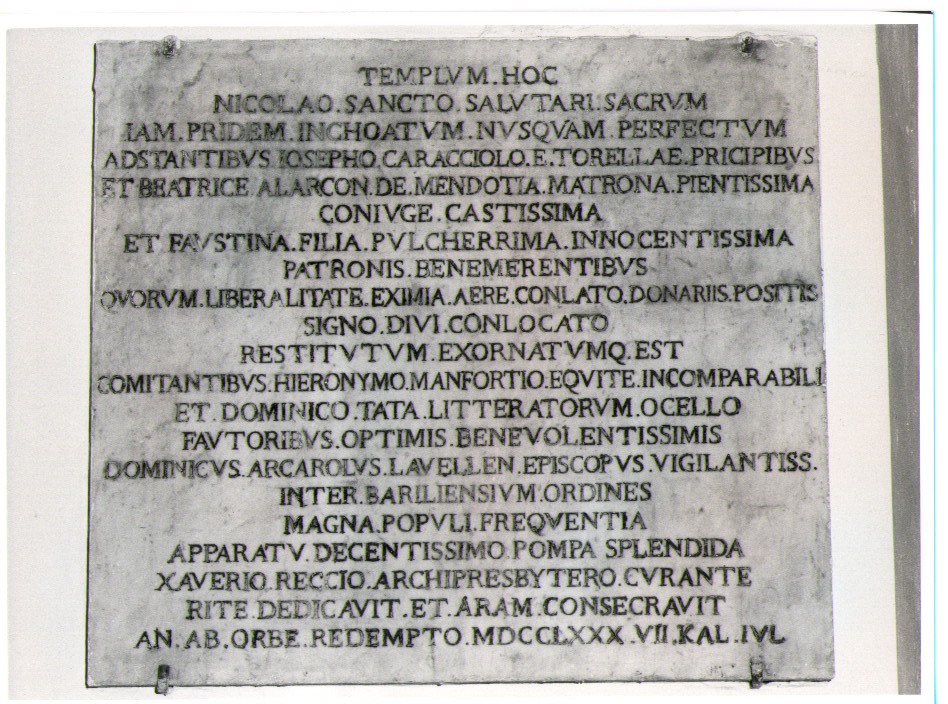 TEMPLVM.HOC
NICOLAO.SANCTO.SALVTARI.SACRVM
IAM.PRIDEM.INCHOATVM.NVSQVAM.PERFECTVM
ADSTANTIBVS.IOSEPHO.CARACCIOLO.E.TORELLAE.PRICIPIBVS
ET BEATRICE ALARCON.DE.MENDOTIA.MATRONA.PIENTISSIMA
CONIVGE.CASTISSIMA
ET FAVSTINA.FILIA.PVLCHERRIMA.INNOCENTISSIMA
PATRONIS.BENEMERENTIBVS
QVORVM.LIBERALITATE.EXIMIA.AERE.CONLATO.DONARIIS.POSITIS
SIGNO.DIVI.CONLOCATO
RESTITVTVM.EXORNATVMQ.EST
COMITANTIBVS.HIERONYMO.MANFORTIO.EQVITE.INCOMPARABILI
ET.DOMINICO.TATA.LITTERATORVM.OCELLO
FAVTORIBVS.OPTIMIS.BENEVOLENTISSIMIS
DOMINICVS.ARCAROLVS.LAVELLEN.EPISCOPVS.VIGILANTISS.
INTER.BARILIENSIVM.ORDINES
MAGNA.POPVLI.FREQVENTIA
APPARATV.DECENTISSIMO.POMPA SPLENDIDA
XAVERIO.RECCIO.ARCHIPRESBYTERO.CVRANTE
RITE.DEDICAVIT.ET.ARAM.CONSECRAVIT
AN.AB.ORBE.REDEMPTO.MDCCLXXX.VII.KAL.IVL